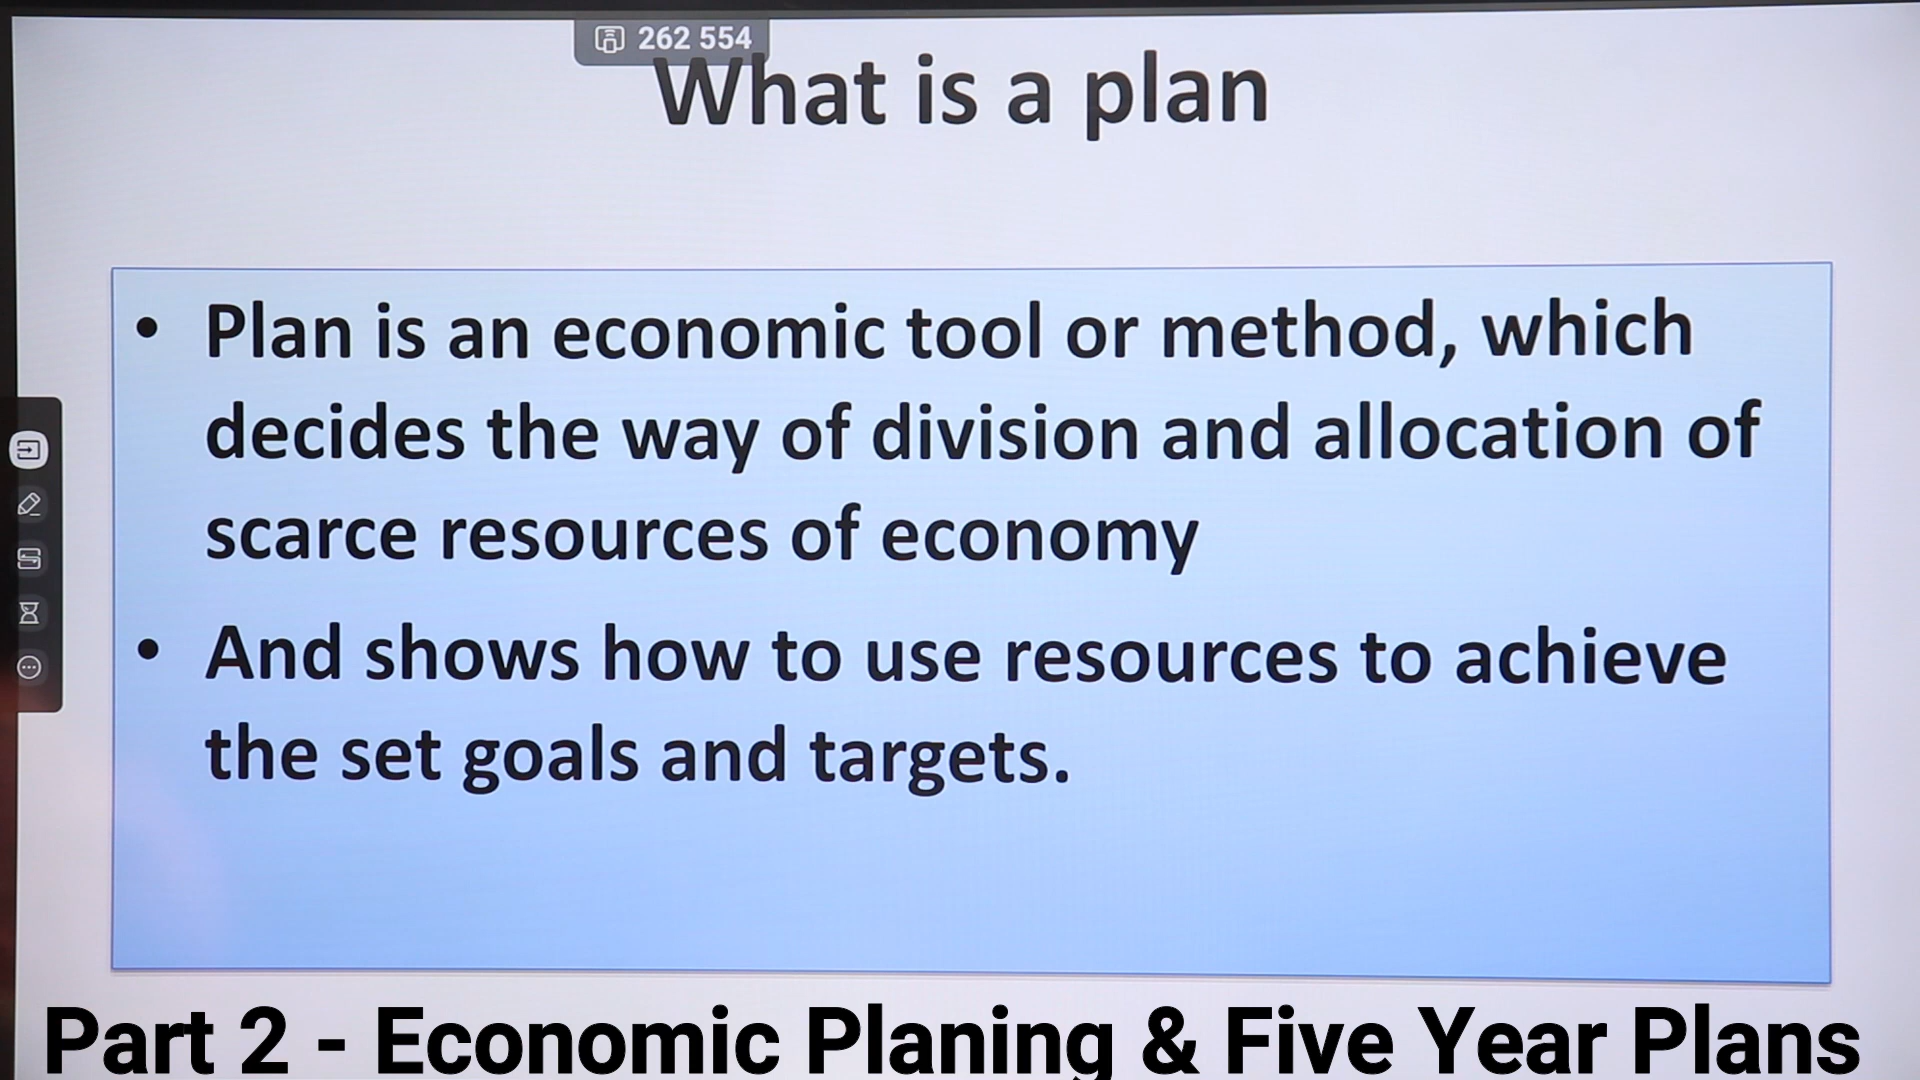 262 554
What is a plan
• Plan is an economic tool or method, which
decides the way of division and allocation of
scarce resources of economy
• And shows how to use resources to achieve
the set goals and targets.
Part 2 - Economic Planing & Five Year Plans